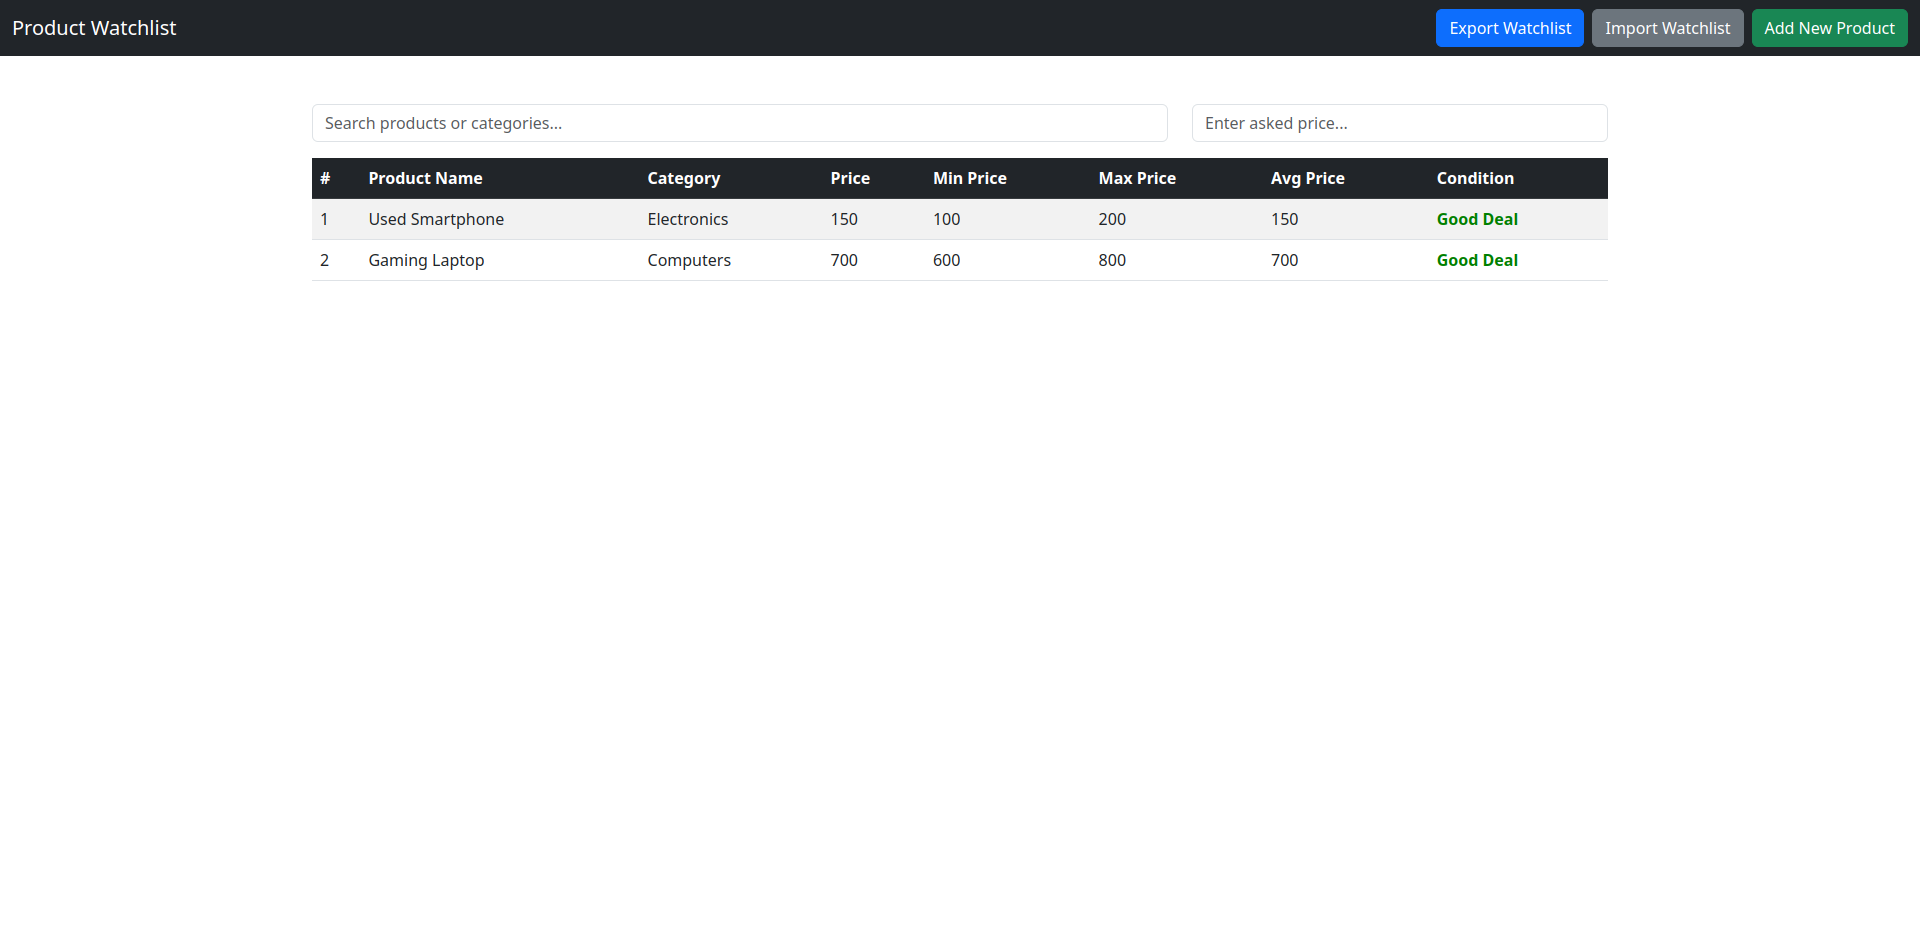 Product Watchlist Export Watchlist Import Watchlist Add New Product
Search products or categories... Enter asked price...
# Product Name Category Price Min Price Max Price Avg Price Condition
1 Used Smartphone Electronics 150 100 200 150 Good Deal
2 Gaming Laptop Computers 700 600 800 700 Good Deal